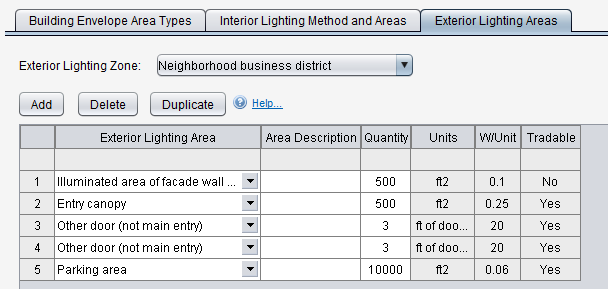 Building Envelope Area Types Interior Lighting Method and Areas Exterior Lighting Areas
Exterior Lighting Zone: Neighborhood business district
Add Delete Duplicate Help...
Exterior Lighting Area Area Description Quantity Units W/Unit Tradable
1 Illuminated area of facade wall ... 500 ft2 0.1 No
2 Entry canopy 500 ft2 0.25 Yes
3 Other door (not main entry) 3 ft of doo... 20 Yes
4 Other door (not main entry) 3 ft of doo... 20 Yes
5 Parking area 10000 ft2 0.06 Yes